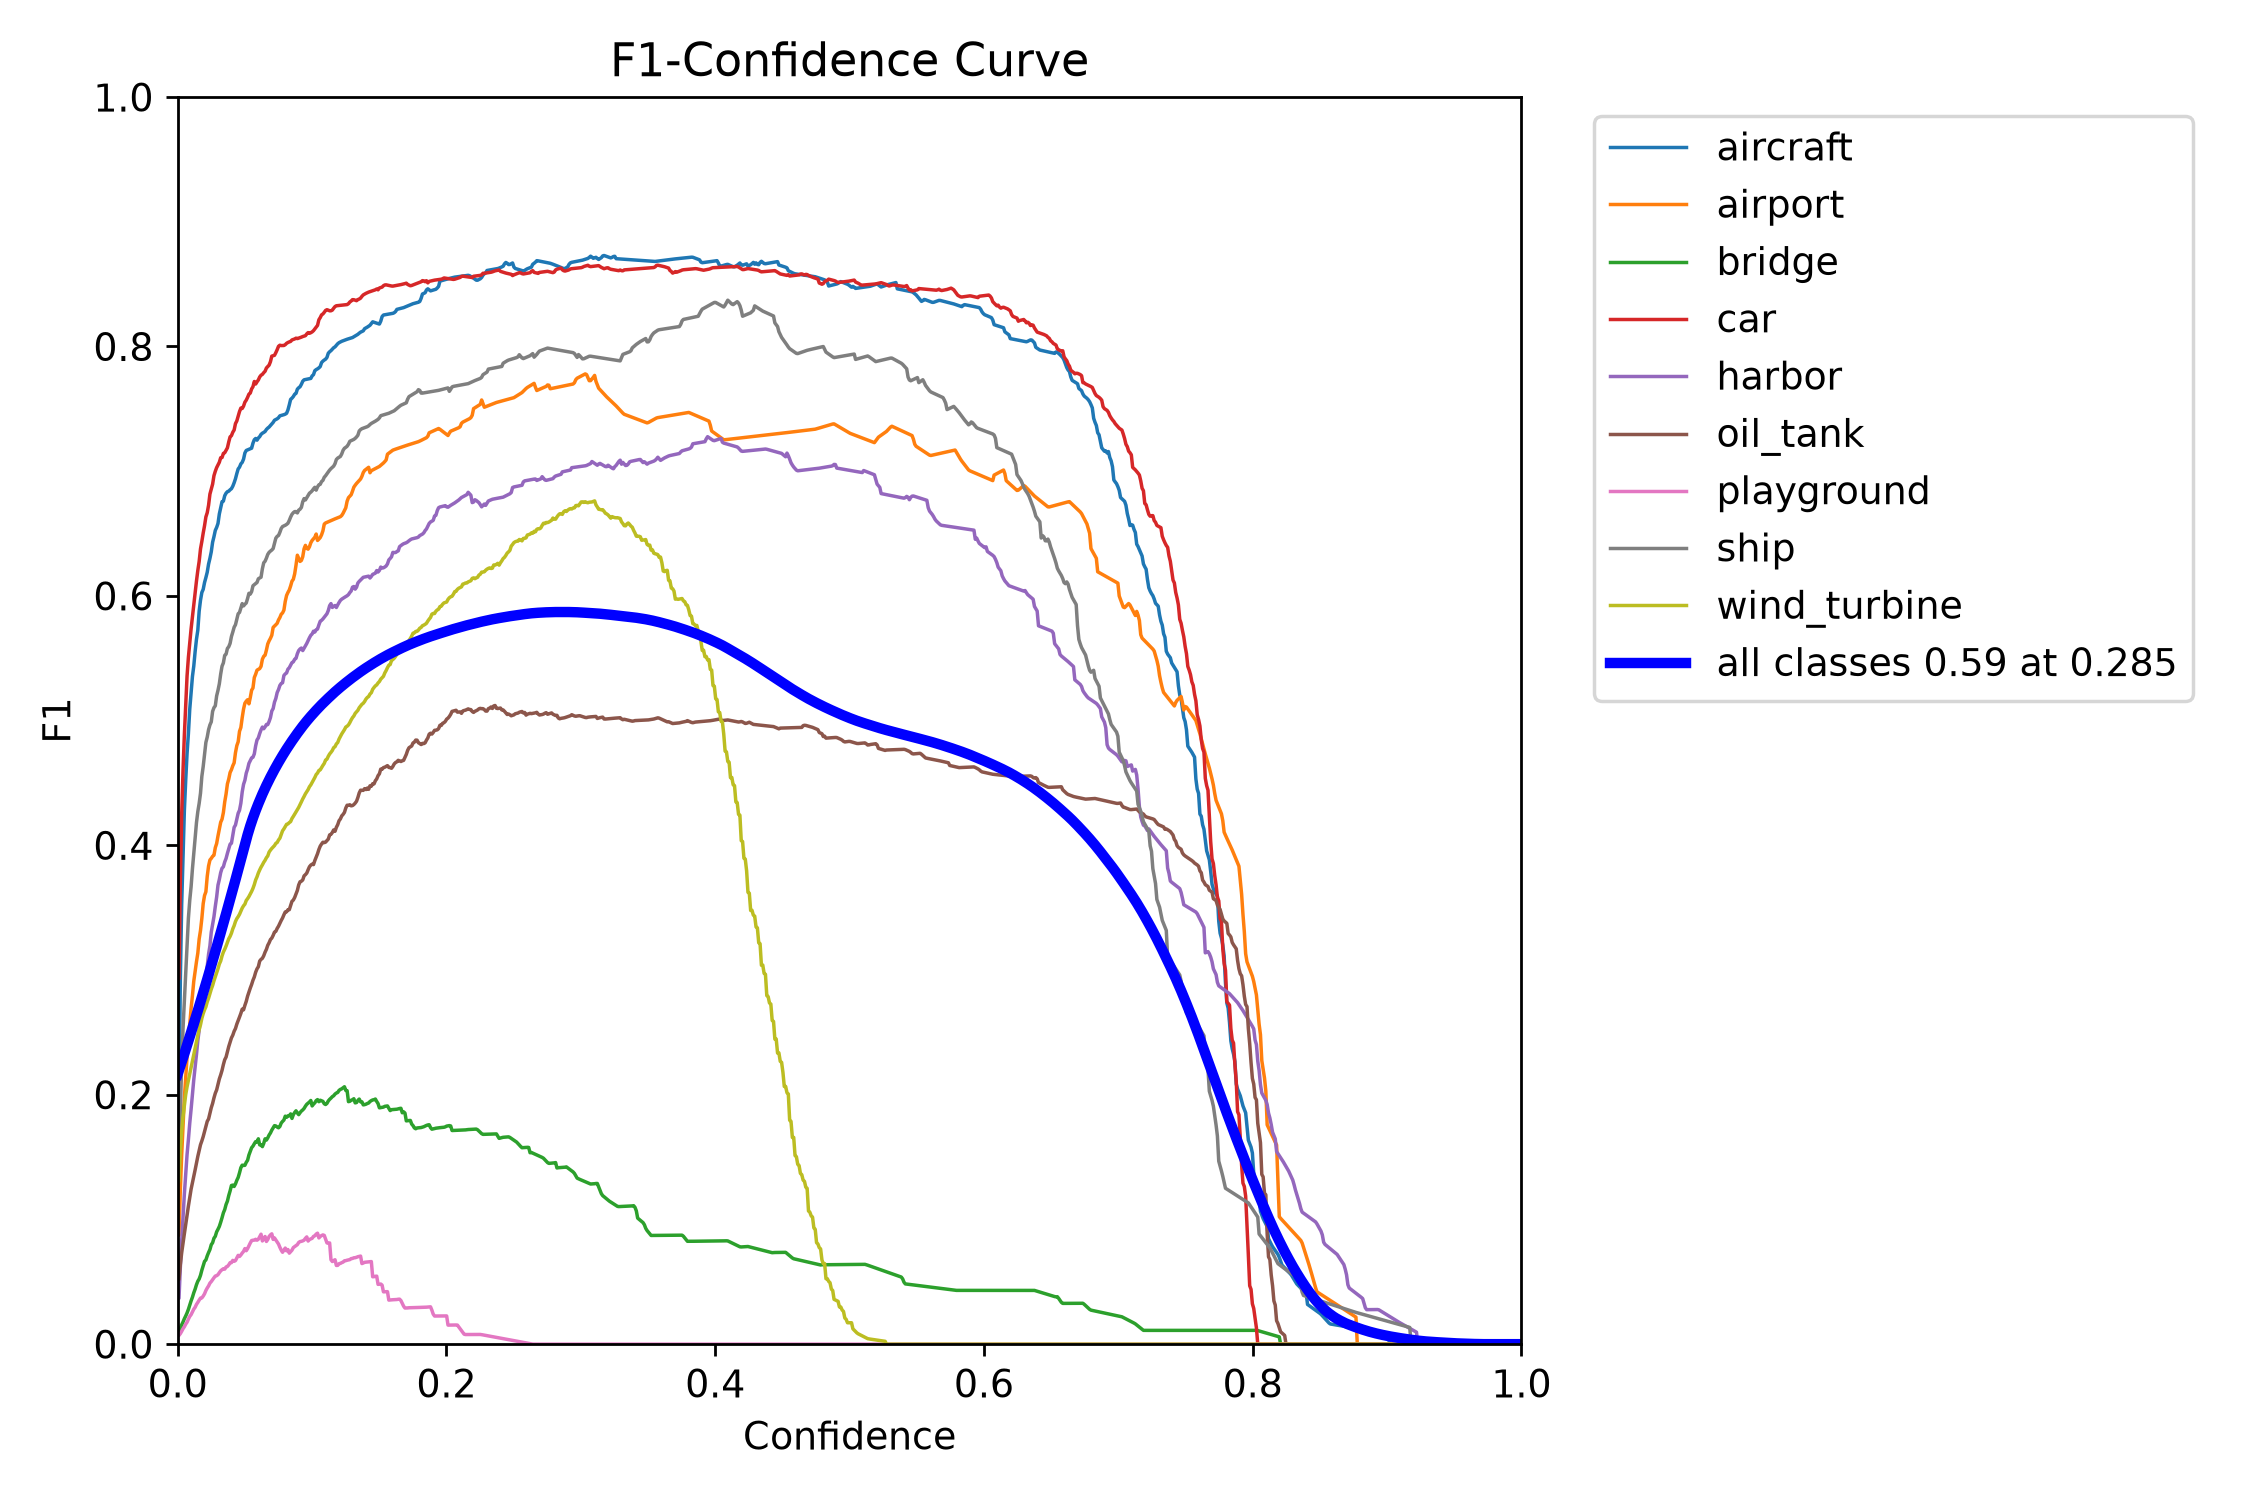 F1-Confidence Curve
1.0
0.8
0.6
0.4
0.2
0.0
F1
0.0 0.2 0.4 0.6 0.8 1.0
Confidence
aircraft
airport
bridge
car
harbor
oil_tank
playground
ship
wind_turbine
all classes 0.59 at 0.285